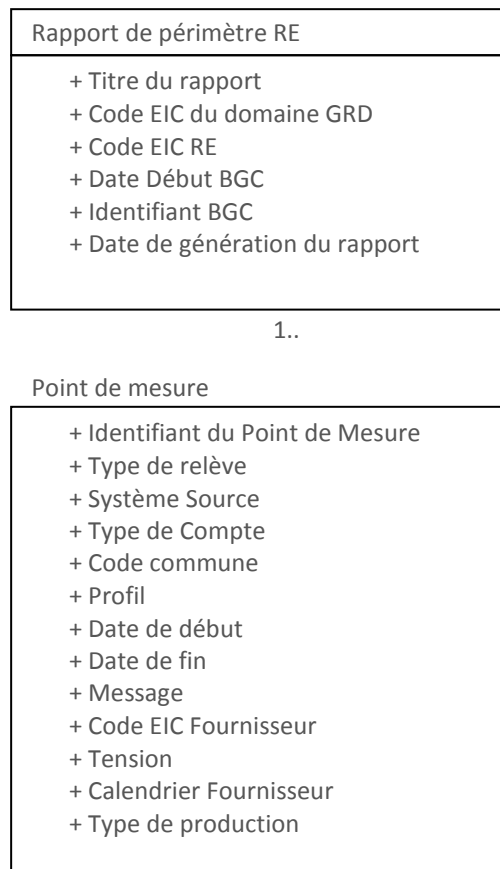 Rapport de périmètre RE
+ Titre du rapport
+ Code EIC du domaine GRD
+ Code EIC RE
+ Date Début BGC
+ Identifiant BGC
+ Date de génération du rapport
1..
Point de mesure
+ Identifiant du Point de Mesure
+ Type de relève
+ Système Source
+ Type de Compte
+ Code commune
+ Profil
+ Date de début
+ Date de fin
+ Message
+ Code EIC Fournisseur
+ Tension
+ Calendrier Fournisseur
+ Type de production